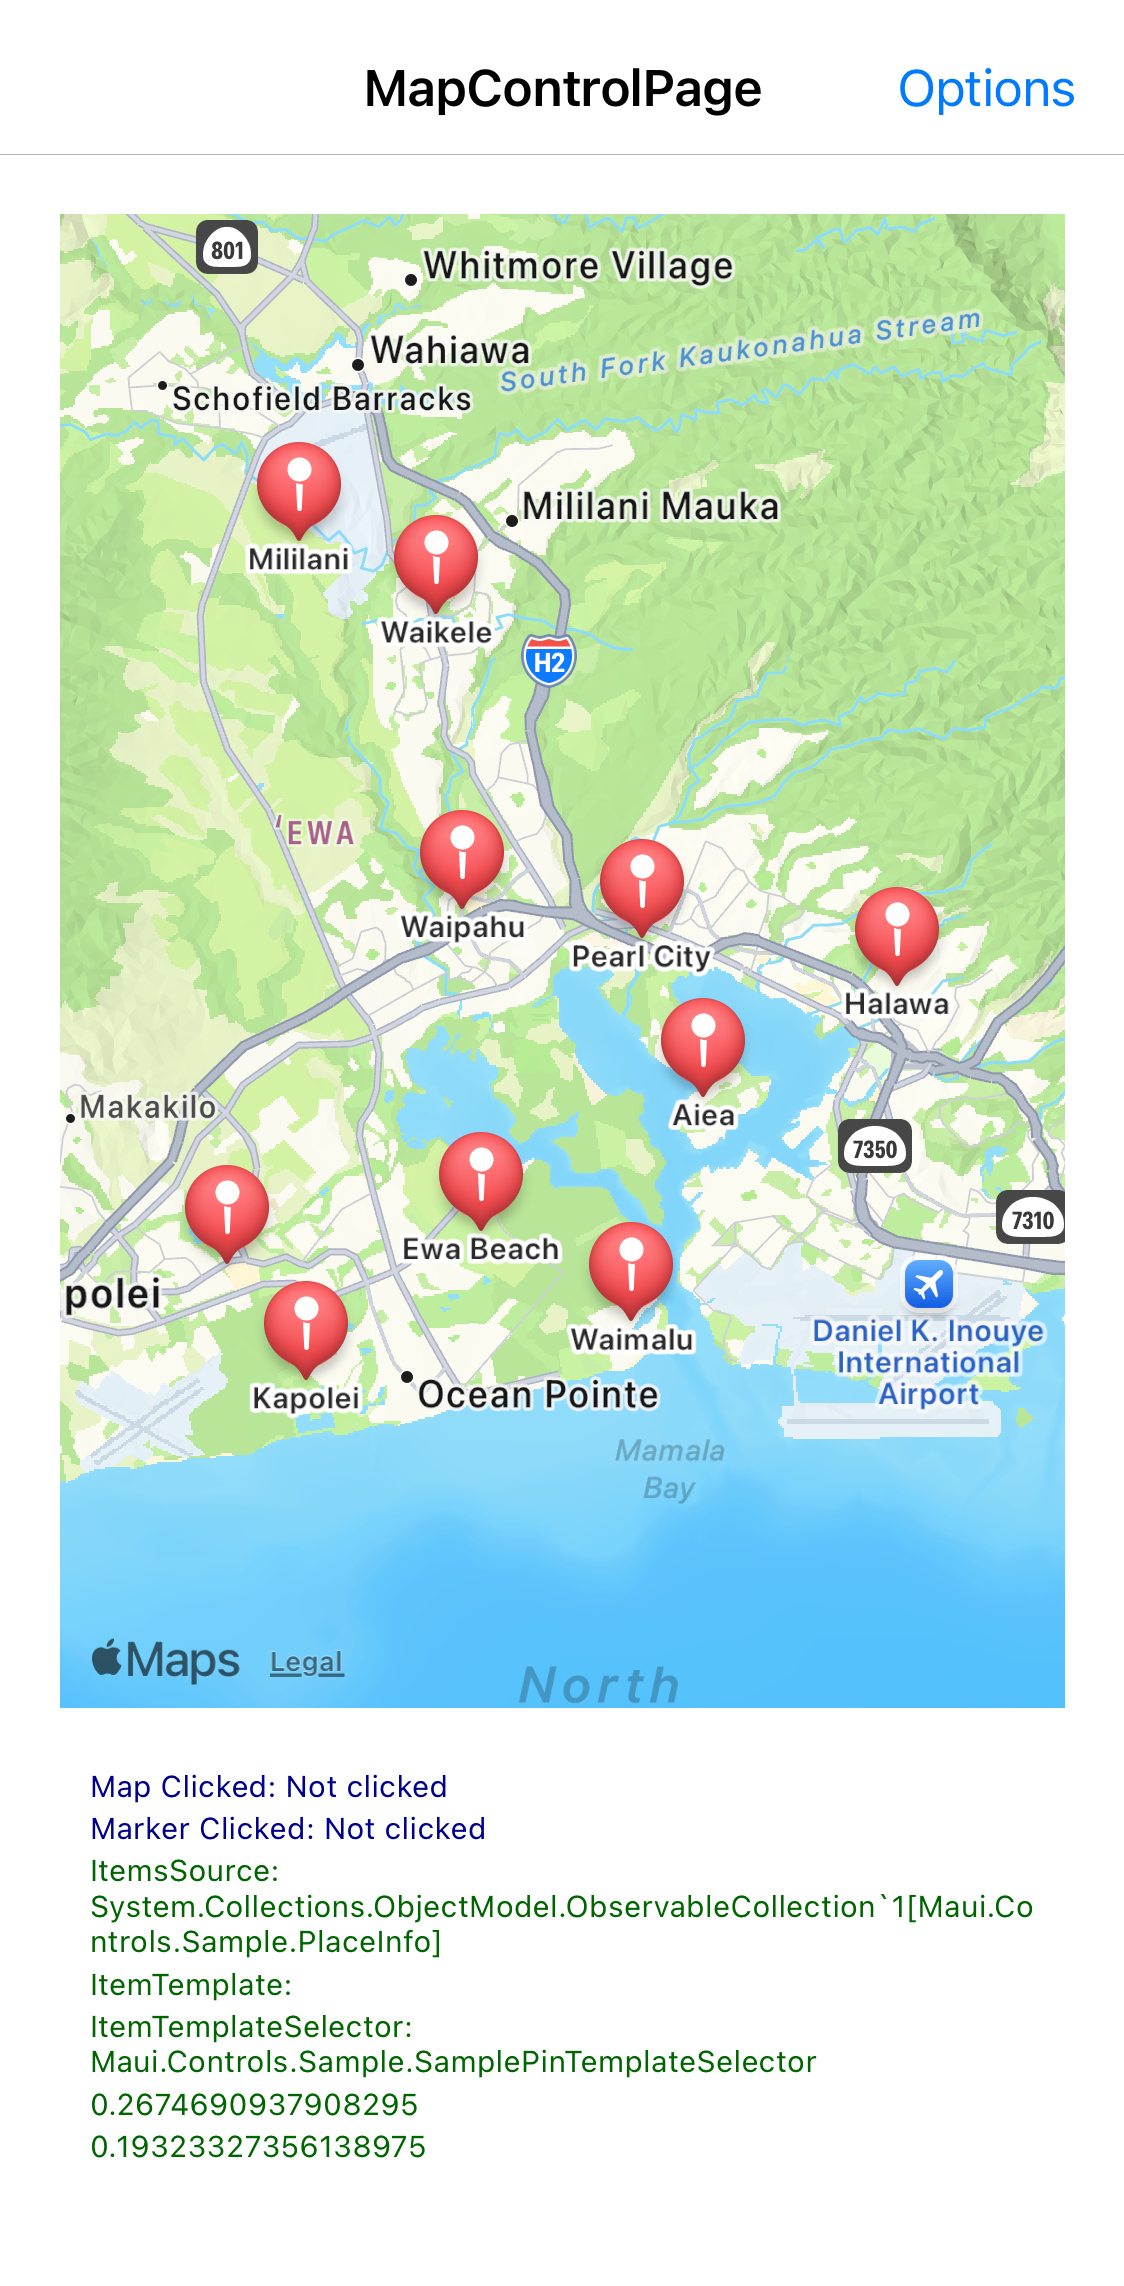 MapControlPage
Options
801
Whitmore Village
Wahiawa
South Fork Kaukonahua Stream
Schofield Barracks
Mililani Mauka
Mililani
Waikele
H2
'EWA
Waipahu
Pearl City
Halawa
Aiea
Makakilo
7350
7310
Ewa Beach
polei
Waimalu
Daniel K. Inouye
International
Airport
Kapolei
Ocean Pointe
Mamala
Bay
Maps
Legal
North
Map Clicked: Not clicked
Marker Clicked: Not clicked
ItemsSource:
System.Collections.ObjectModel.ObservableCollection`1[Maui.Co
ntrols.Sample.PlaceInfo]
ItemTemplate:
ItemTemplateSelector:
Maui.Controls.Sample.SamplePinTemplateSelector
0.2674690937908295
0.19323327356138975